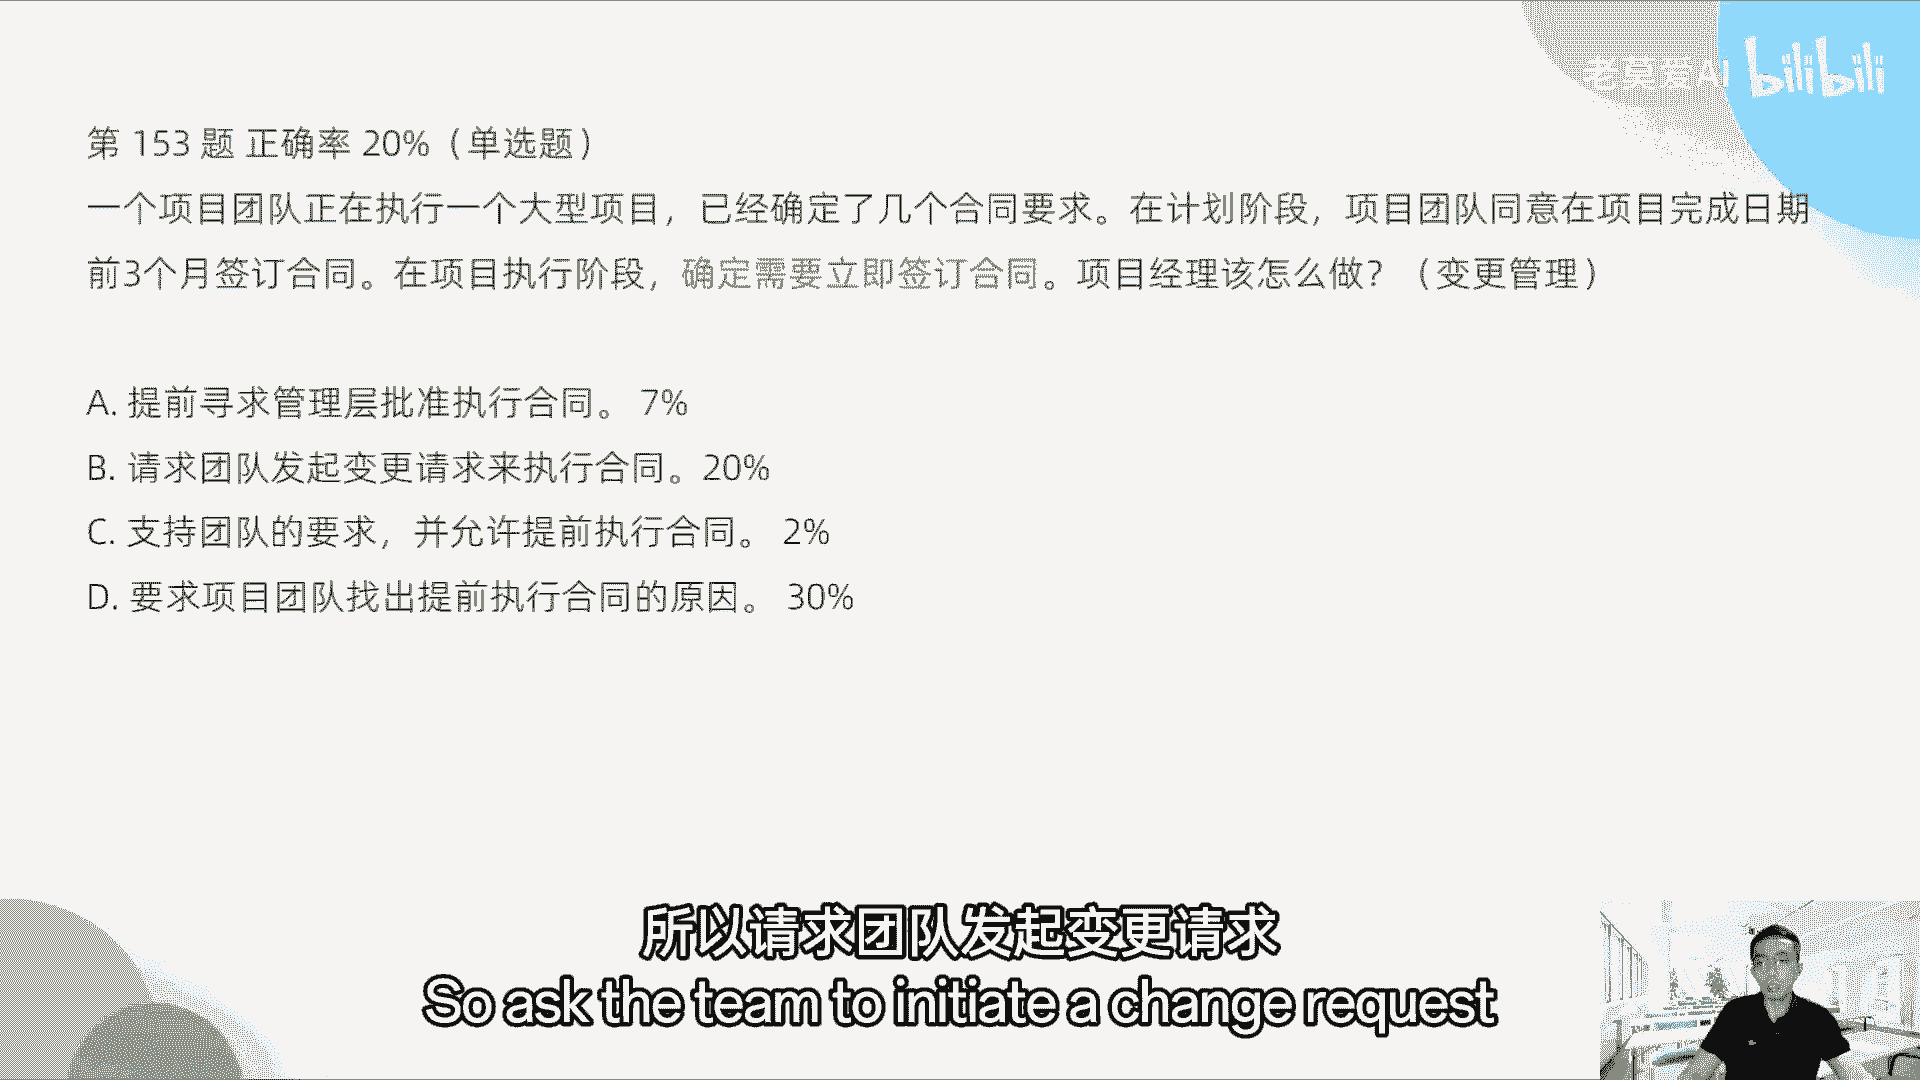 老莫爱AI bilibili
第 153 题 正确率 20%（单选题）
一个项目团队正在执行一个大型项目，已经确定了几个合同要求。在计划阶段，项目团队同意在项目完成日期
前3个月签订合同。在项目执行阶段，确定需要立即签订合同。项目经理该怎么做？（变更管理）
A. 提前寻求管理层批准执行合同。 7%
B. 请求团队发起变更请求来执行合同。20%
C. 支持团队的要求，并允许提前执行合同。 2%
D. 要求项目团队找出提前执行合同的原因。 30%
所以请求团队发起变更请求
So ask the team to initiate a change request